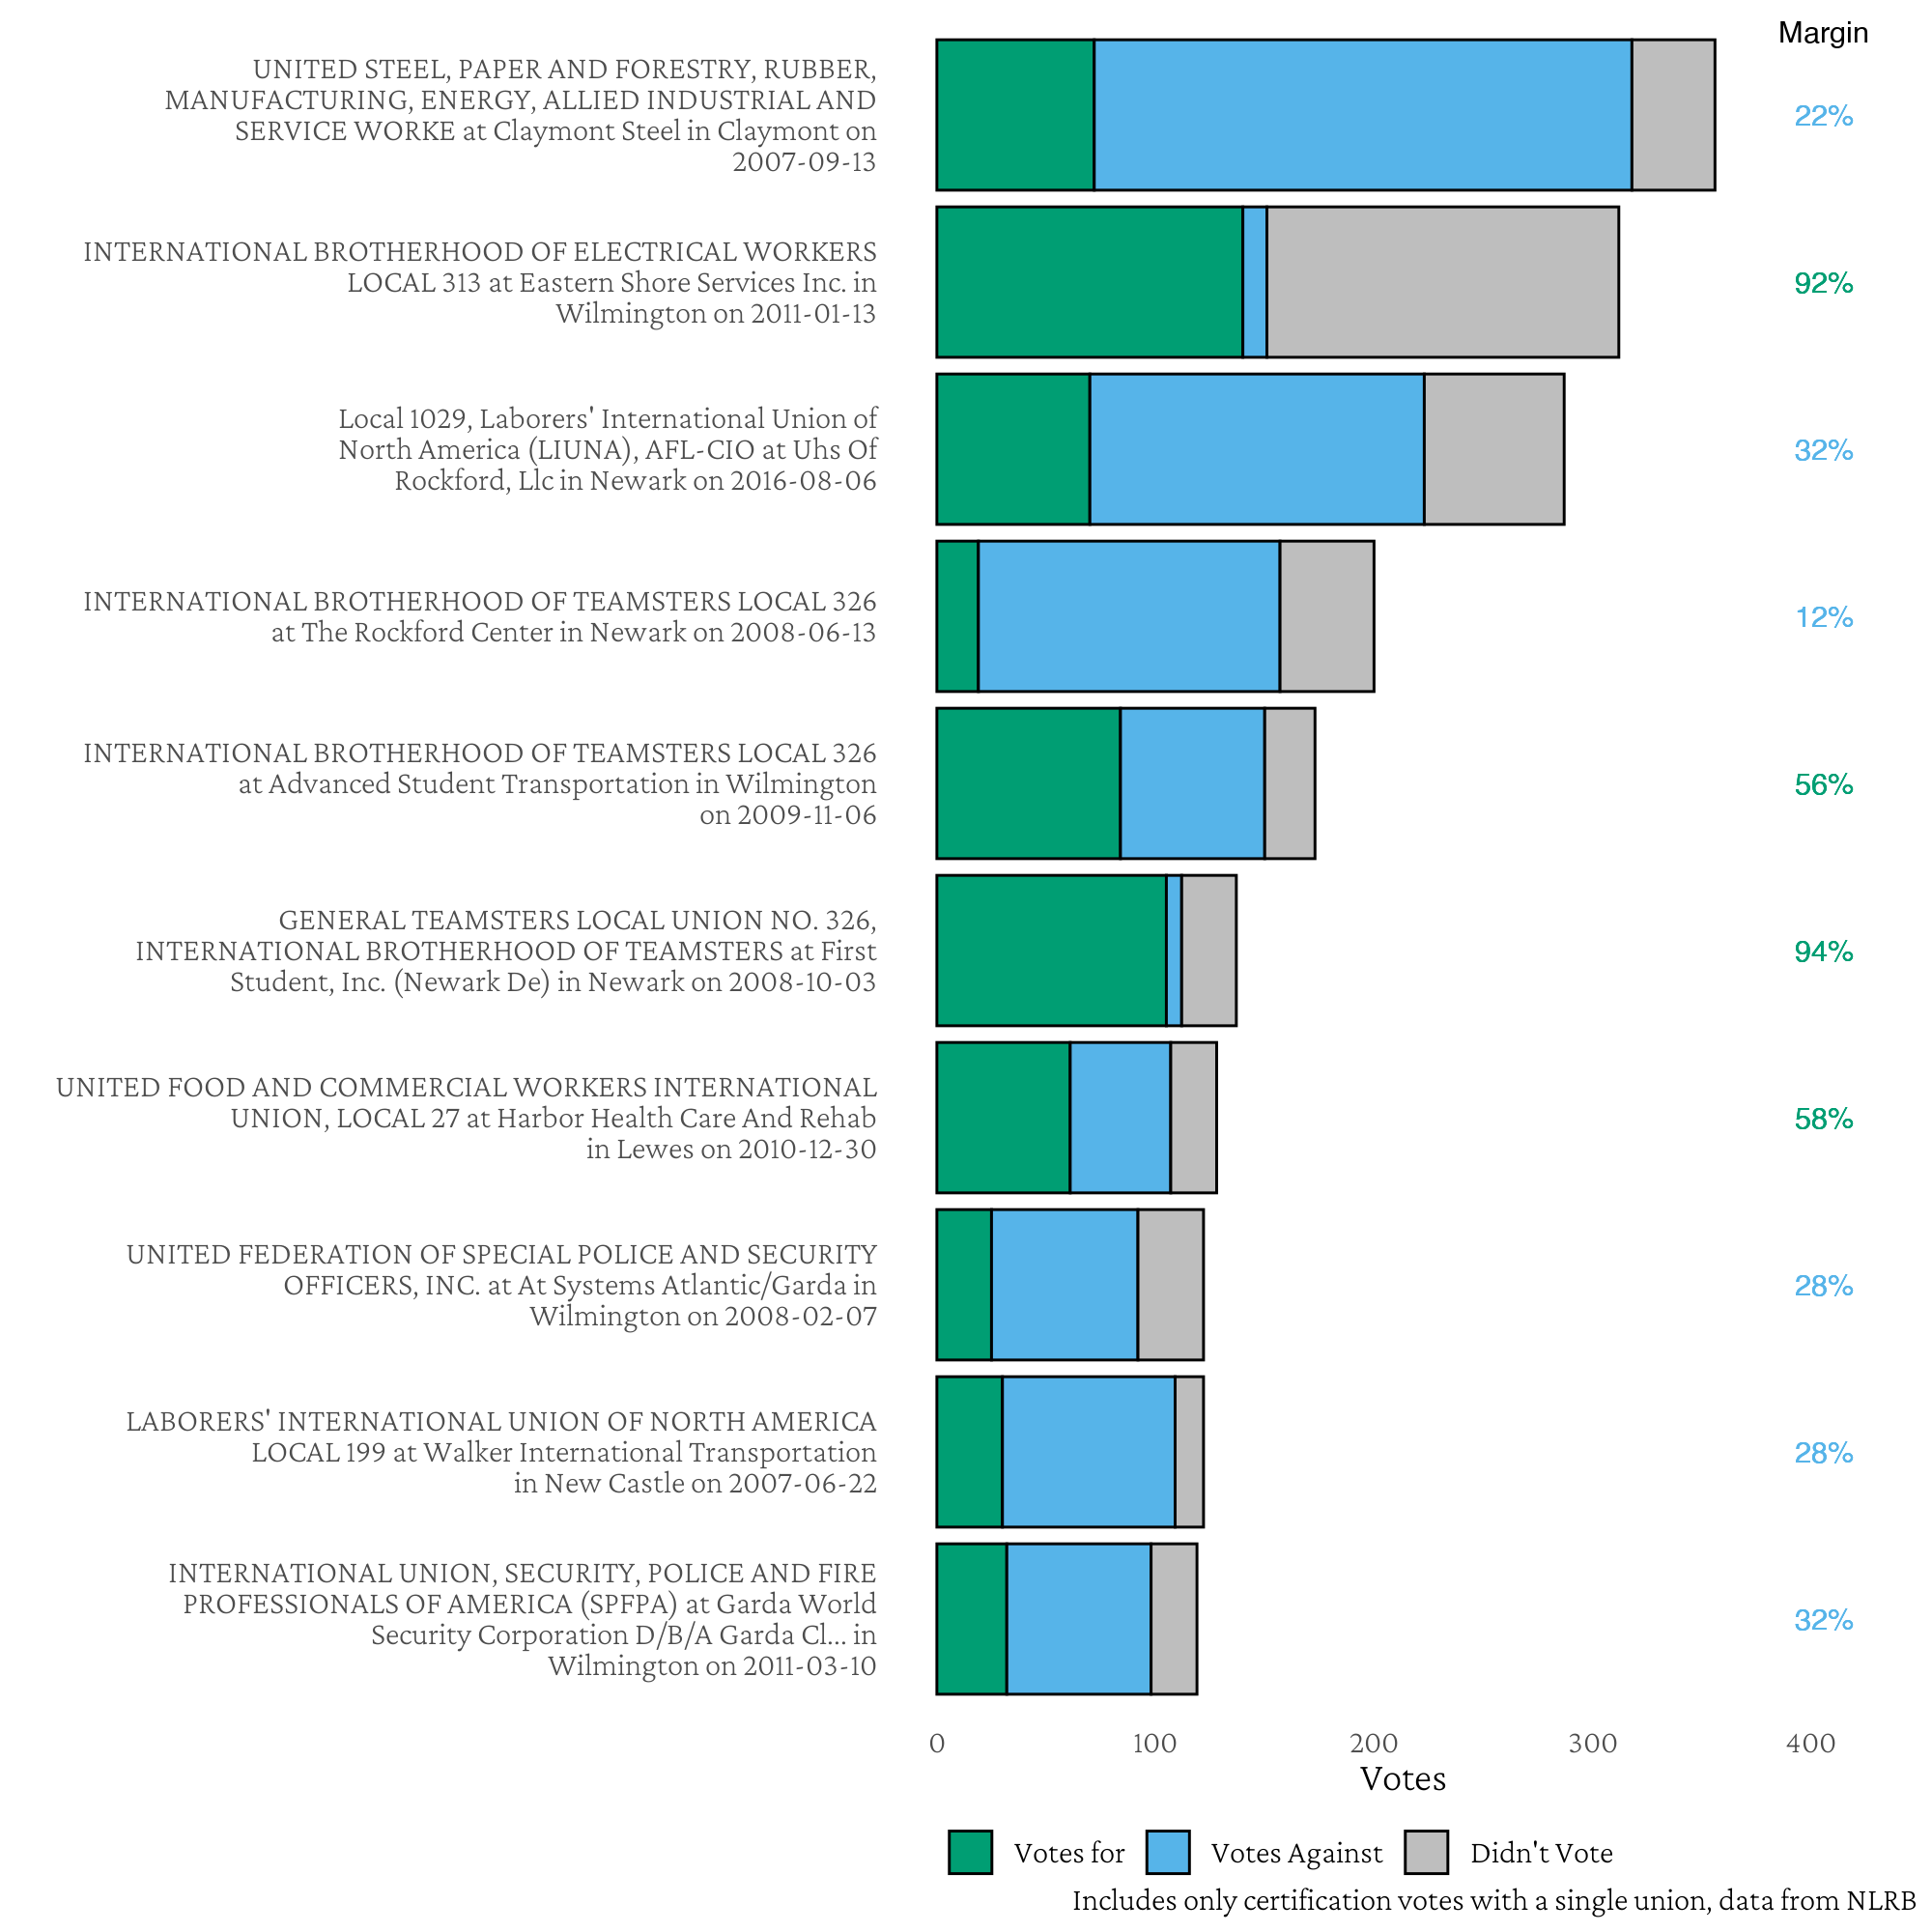 Margin
UNITED STEEL, PAPER AND FORESTRY, RUBBER,
MANUFACTURING, ENERGY, ALLIED INDUSTRIAL AND
SERVICE WORKE at Claymont Steel in Claymont on
2007-09-13
22%
INTERNATIONAL BROTHERHOOD OF ELECTRICAL WORKERS
LOCAL 313 at Eastern Shore Services Inc. in
Wilmington on 2011-01-13
92%
Local 1029, Laborers' International Union of
North America (LIUNA), AFL-CIO at Uhs Of
Rockford, Llc in Newark on 2016-08-06
32%
INTERNATIONAL BROTHERHOOD OF TEAMSTERS LOCAL 326
at The Rockford Center in Newark on 2008-06-13
12%
INTERNATIONAL BROTHERHOOD OF TEAMSTERS LOCAL 326
at Advanced Student Transportation in Wilmington
on 2009-11-06
56%
GENERAL TEAMSTERS LOCAL UNION NO. 326,
INTERNATIONAL BROTHERHOOD OF TEAMSTERS at First
Student, Inc. (Newark De) in Newark on 2008-10-03
94%
UNITED FOOD AND COMMERCIAL WORKERS INTERNATIONAL
UNION, LOCAL 27 at Harbor Health Care And Rehab
in Lewes on 2010-12-30
58%
UNITED FEDERATION OF SPECIAL POLICE AND SECURITY
OFFICERS, INC. at At Systems Atlantic/Garda in
Wilmington on 2008-02-07
28%
LABORERS' INTERNATIONAL UNION OF NORTH AMERICA
LOCAL 199 at Walker International Transportation
in New Castle on 2007-06-22
28%
INTERNATIONAL UNION, SECURITY, POLICE AND FIRE
PROFESSIONALS OF AMERICA (SPFPA) at Garda World
Security Corporation D/B/A Garda Cl... in
Wilmington on 2011-03-10
32%
0 100 200 300 400
Votes
Votes for Votes Against Didn't Vote
Includes only certification votes with a single union, data from NLRB